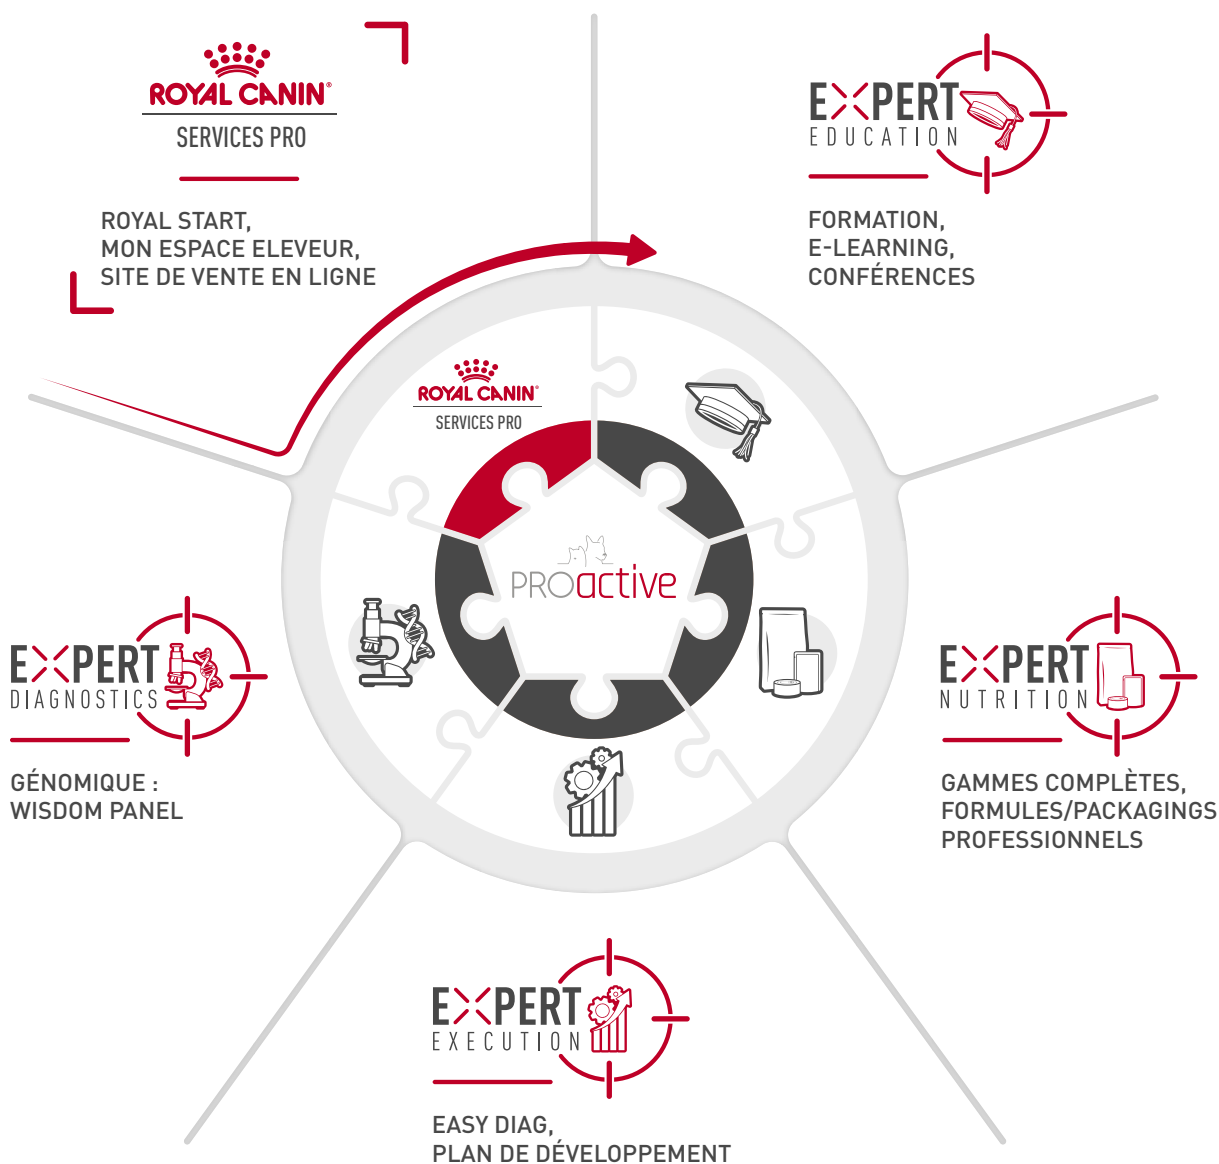 ROYAL CANIN®
SERVICES PRO
ROYAL START,
MON ESPACE ELEVEUR,
SITE DE VENTE EN LIGNE
EXPERT
EDUCATION
FORMATION,
E-LEARNING,
CONFÉRENCES
ROYAL CANIN®
SERVICES PRO
PROactive
EXPERT
DIAGNOSTICS
GÉNOMIQUE :
WISDOM PANEL
EXPERT
NUTRITION
GAMMES COMPLÈTES,
FORMULES/PACKAGINGS
PROFESSIONNELS
EXPERT
EXECUTION
EASY DIAG,
PLAN DE DÉVELOPPEMENT